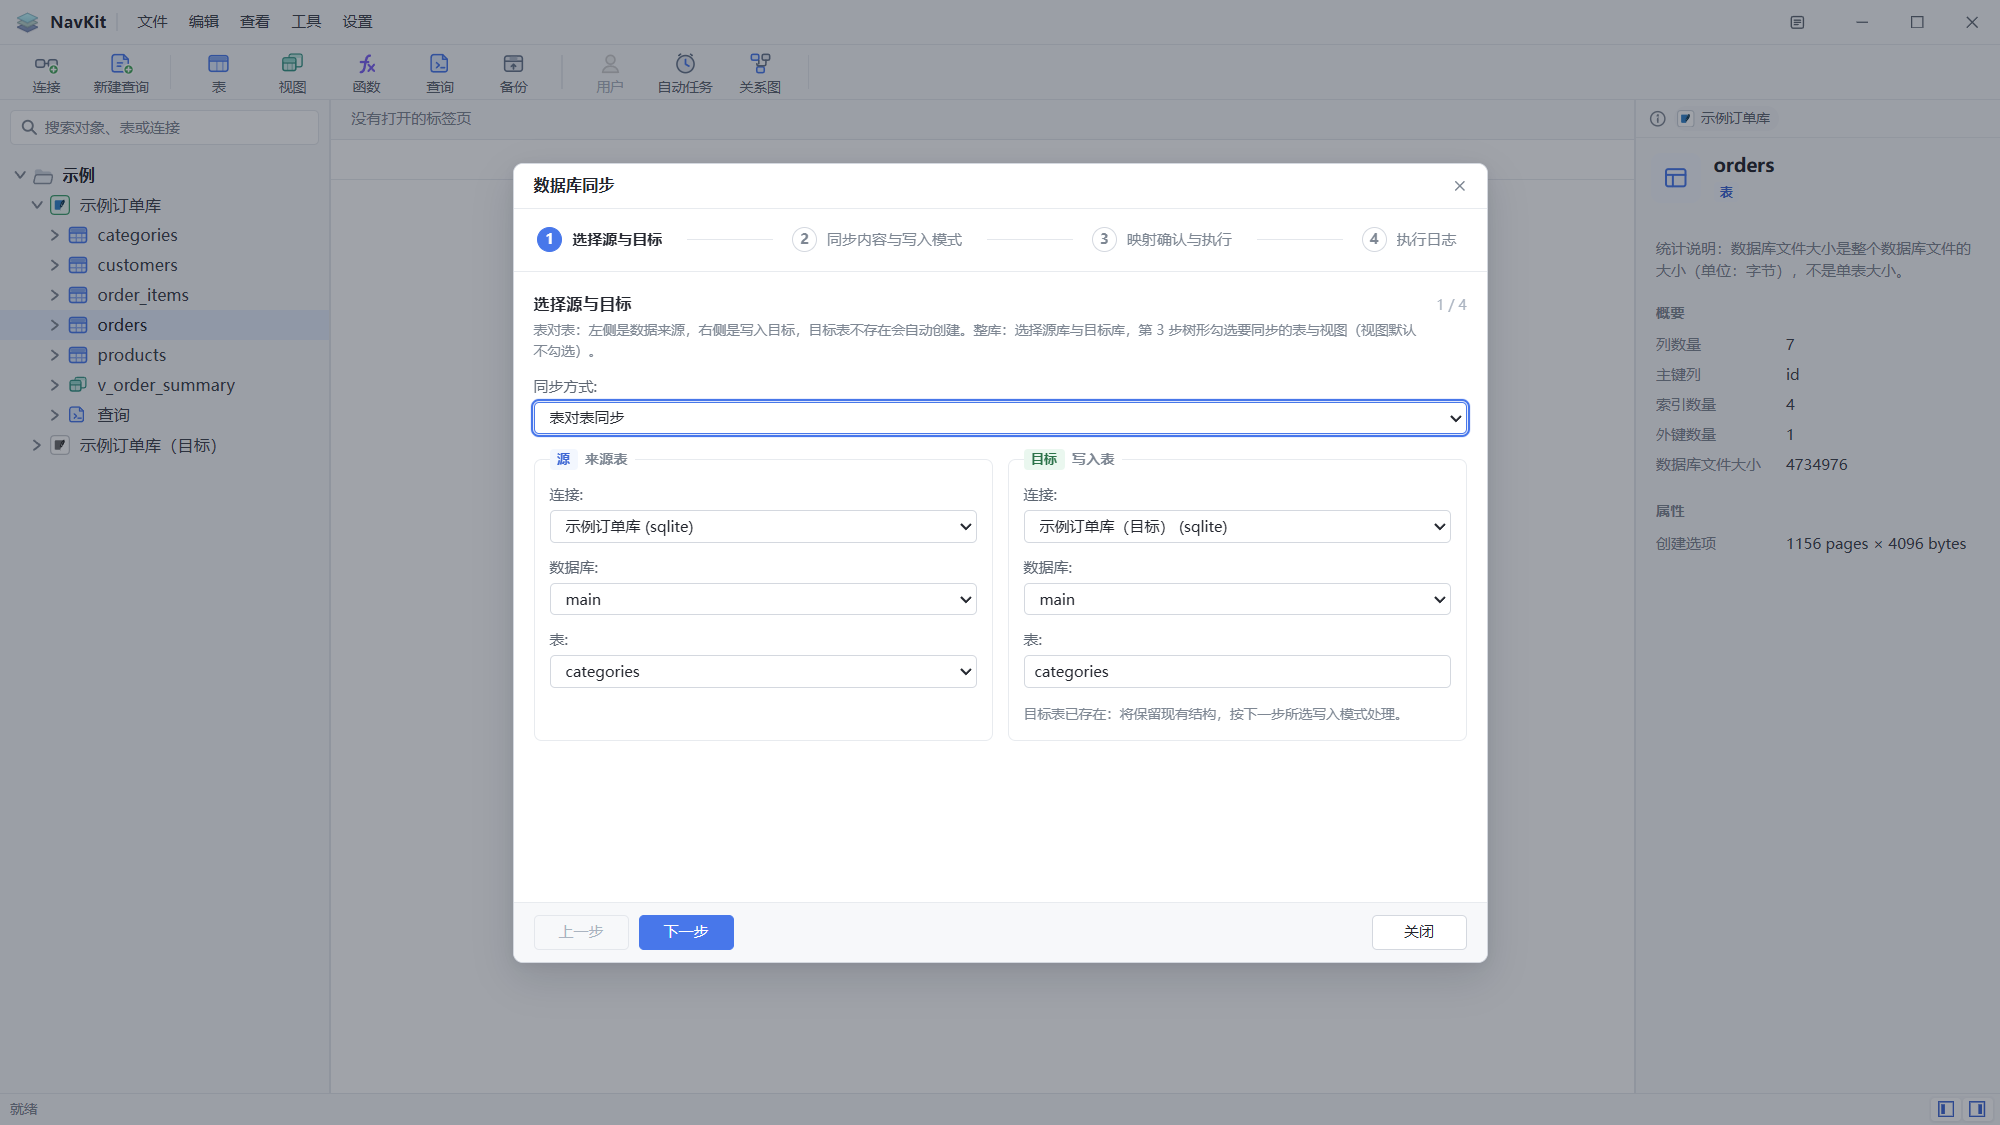 NavKit 文件 编辑 查看 工具 设置
连接 新建查询 表 视图 函数 查询 备份 用户 自动任务 关系图
搜索对象、表或连接
示例
示例订单库
categories
customers
order_items
orders
products
v_order_summary
查询
示例订单库（目标）
没有打开的标签页
数据库同步
1 选择源与目标
2 同步内容与写入模式
3 映射确认与执行
4 执行日志
选择源与目标
1 / 4
表对表：左侧是数据来源，右侧是写入目标，目标表不存在会自动创建。整库：选择源库与目标库，第 3 步树形勾选要同步的表与视图（视图默认
不勾选）。
同步方式:
表对表同步
源 来源表
连接:
示例订单库 (sqlite)
数据库:
main
表:
categories
目标 写入表
连接:
示例订单库（目标） (sqlite)
数据库:
main
表:
categories
目标表已存在：将保留现有结构，按下一步所选写入模式处理。
上一步 下一步 关闭
示例订单库
orders
表
统计说明：数据库文件大小是整个数据库文件的
大小（单位：字节），不是单表大小。
概要
列数量 7
主键列 id
索引数量 4
外键数量 1
数据库文件大小 4734976
属性
创建选项 1156 pages × 4096 bytes
就绪